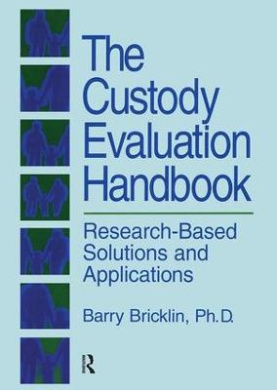 The
Custody
Evaluation
Handbook
Research-Based
Solutions and
Applications
Barry Bricklin, Ph.D.
R